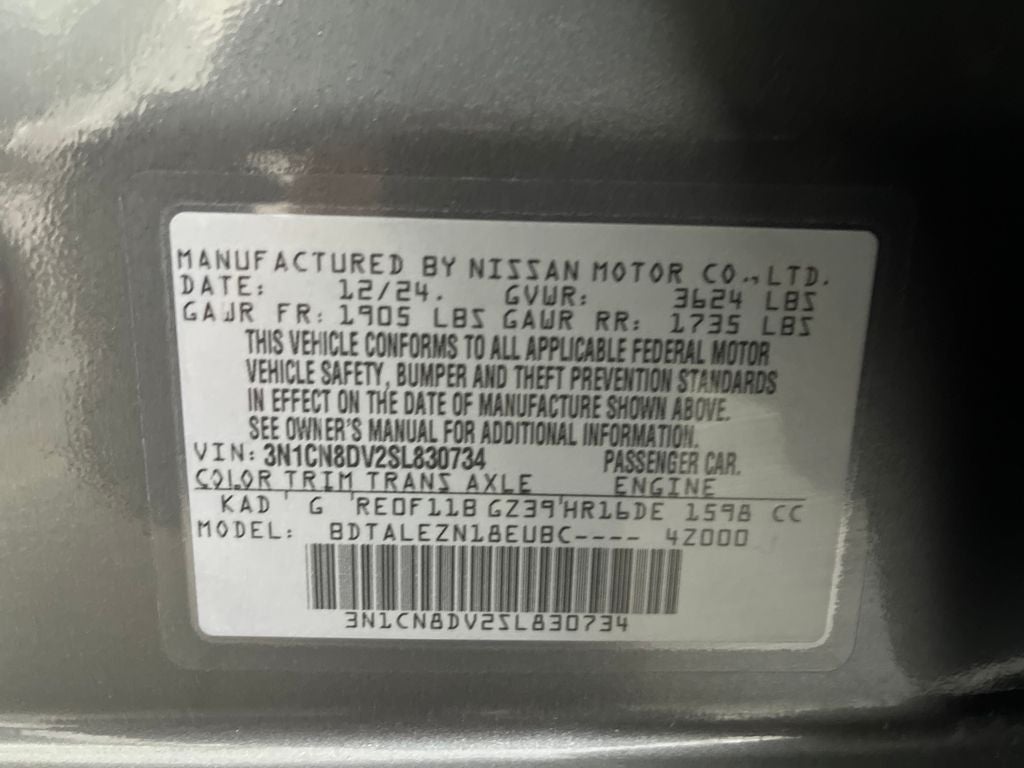 MANUFACTURED BY NISSAN MOTOR CO.,LTD.
DATE: 12/24. GVWR: 3624 LBS
GAWR FR: 1905 LBS GAWR RR: 1735 LBS
THIS VEHICLE CONFORMS TO ALL APPLICABLE FEDERAL MOTOR
VEHICLE SAFETY, BUMPER AND THEFT PREVENTION STANDARDS
IN EFFECT ON THE DATE OF MANUFACTURE SHOWN ABOVE.
SEE OWNER'S MANUAL FOR ADDITIONAL INFORMATION.
VIN: 3N1CN8DV2SL830734 PASSENGER CAR.
COLOR TRIM TRANS AXLE ENGINE
KAD ' G 'RE0F11B GZ39'HR16DE 1598 CC
MODEL: BDTALEZN18EUBC---- 42000
3N1CN8DV2SL830734